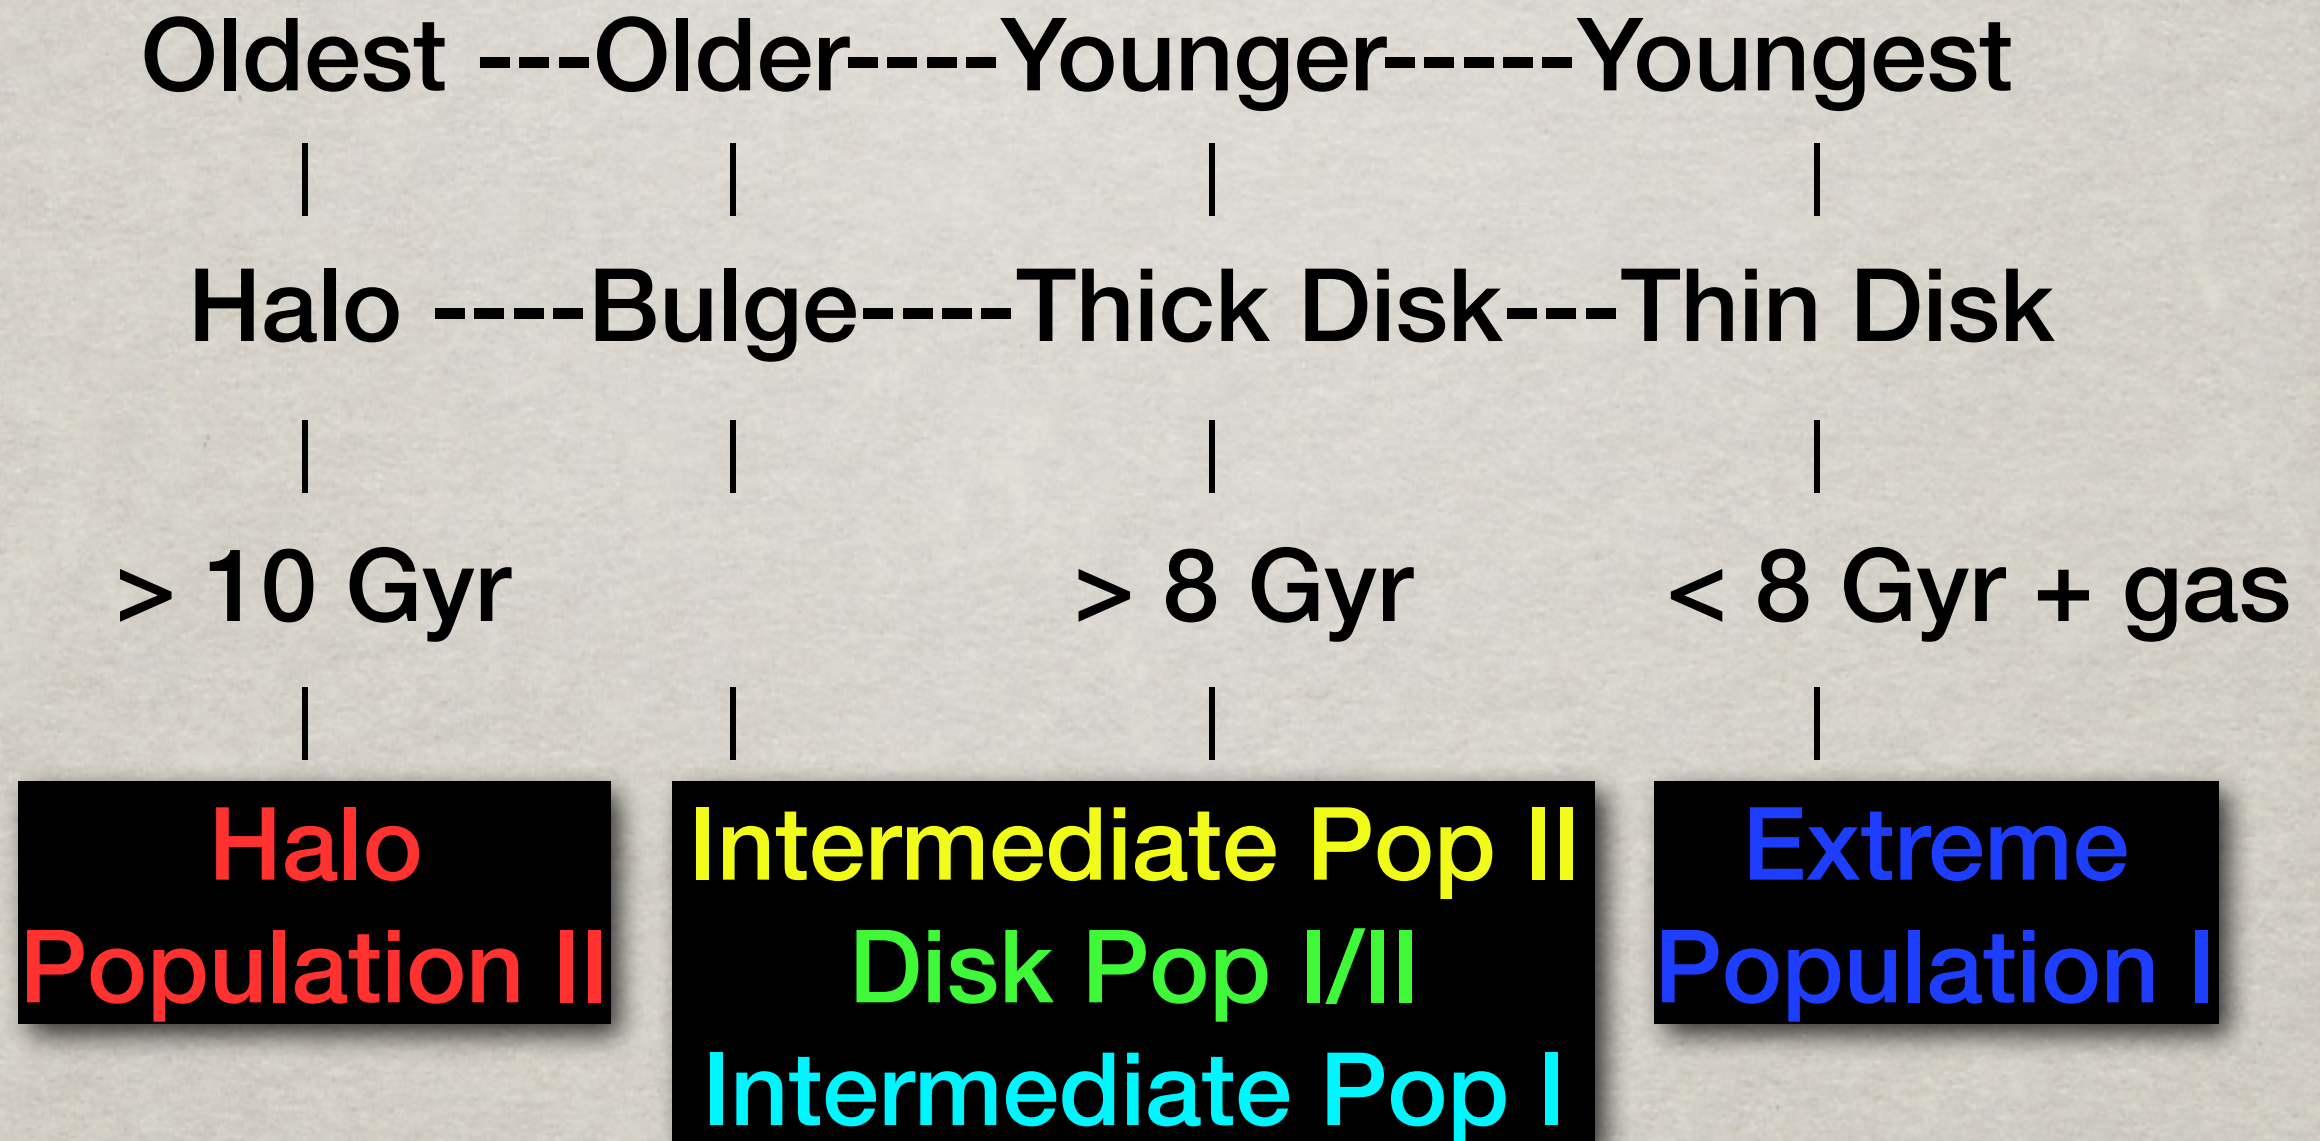 Oldest ---Older----Younger-----Youngest
| | | |
Halo ----Bulge----Thick Disk---Thin Disk
| | | |
> 10 Gyr > 8 Gyr < 8 Gyr + gas
| | | |
Halo
Population II
Intermediate Pop II
Disk Pop I/II
Intermediate Pop I
Extreme
Population I